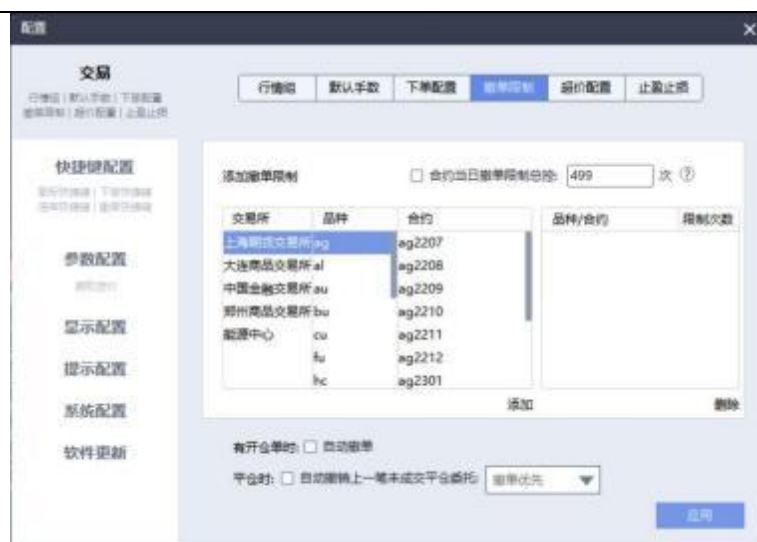 配置
交易
行情组 | 默认手数 | 下单配置
撤单限制 | 超价配置 | 止盈止损
快捷键配置
参数配置
显示配置
提示配置
系统配置
软件更新
行情组 默认手数 下单配置 撤单限制 超价配置 止盈止损
添加撤单限制 合约当日撤单限制总控: 499 次 ?
交易所 品种 合约 品种/合约 限制次数
上海期货交易所 ag ag2207
大连商品交易所 al ag2208
中国金融交易所 au ag2209
郑州商品交易所 bu ag2210
能源中心 cu ag2211
fu ag2212
hc ag2301
添加 删除
有开仓单时: 自动撤单
平仓时: 自动撤销上一笔未成交平仓委托: 撤单优先
应用